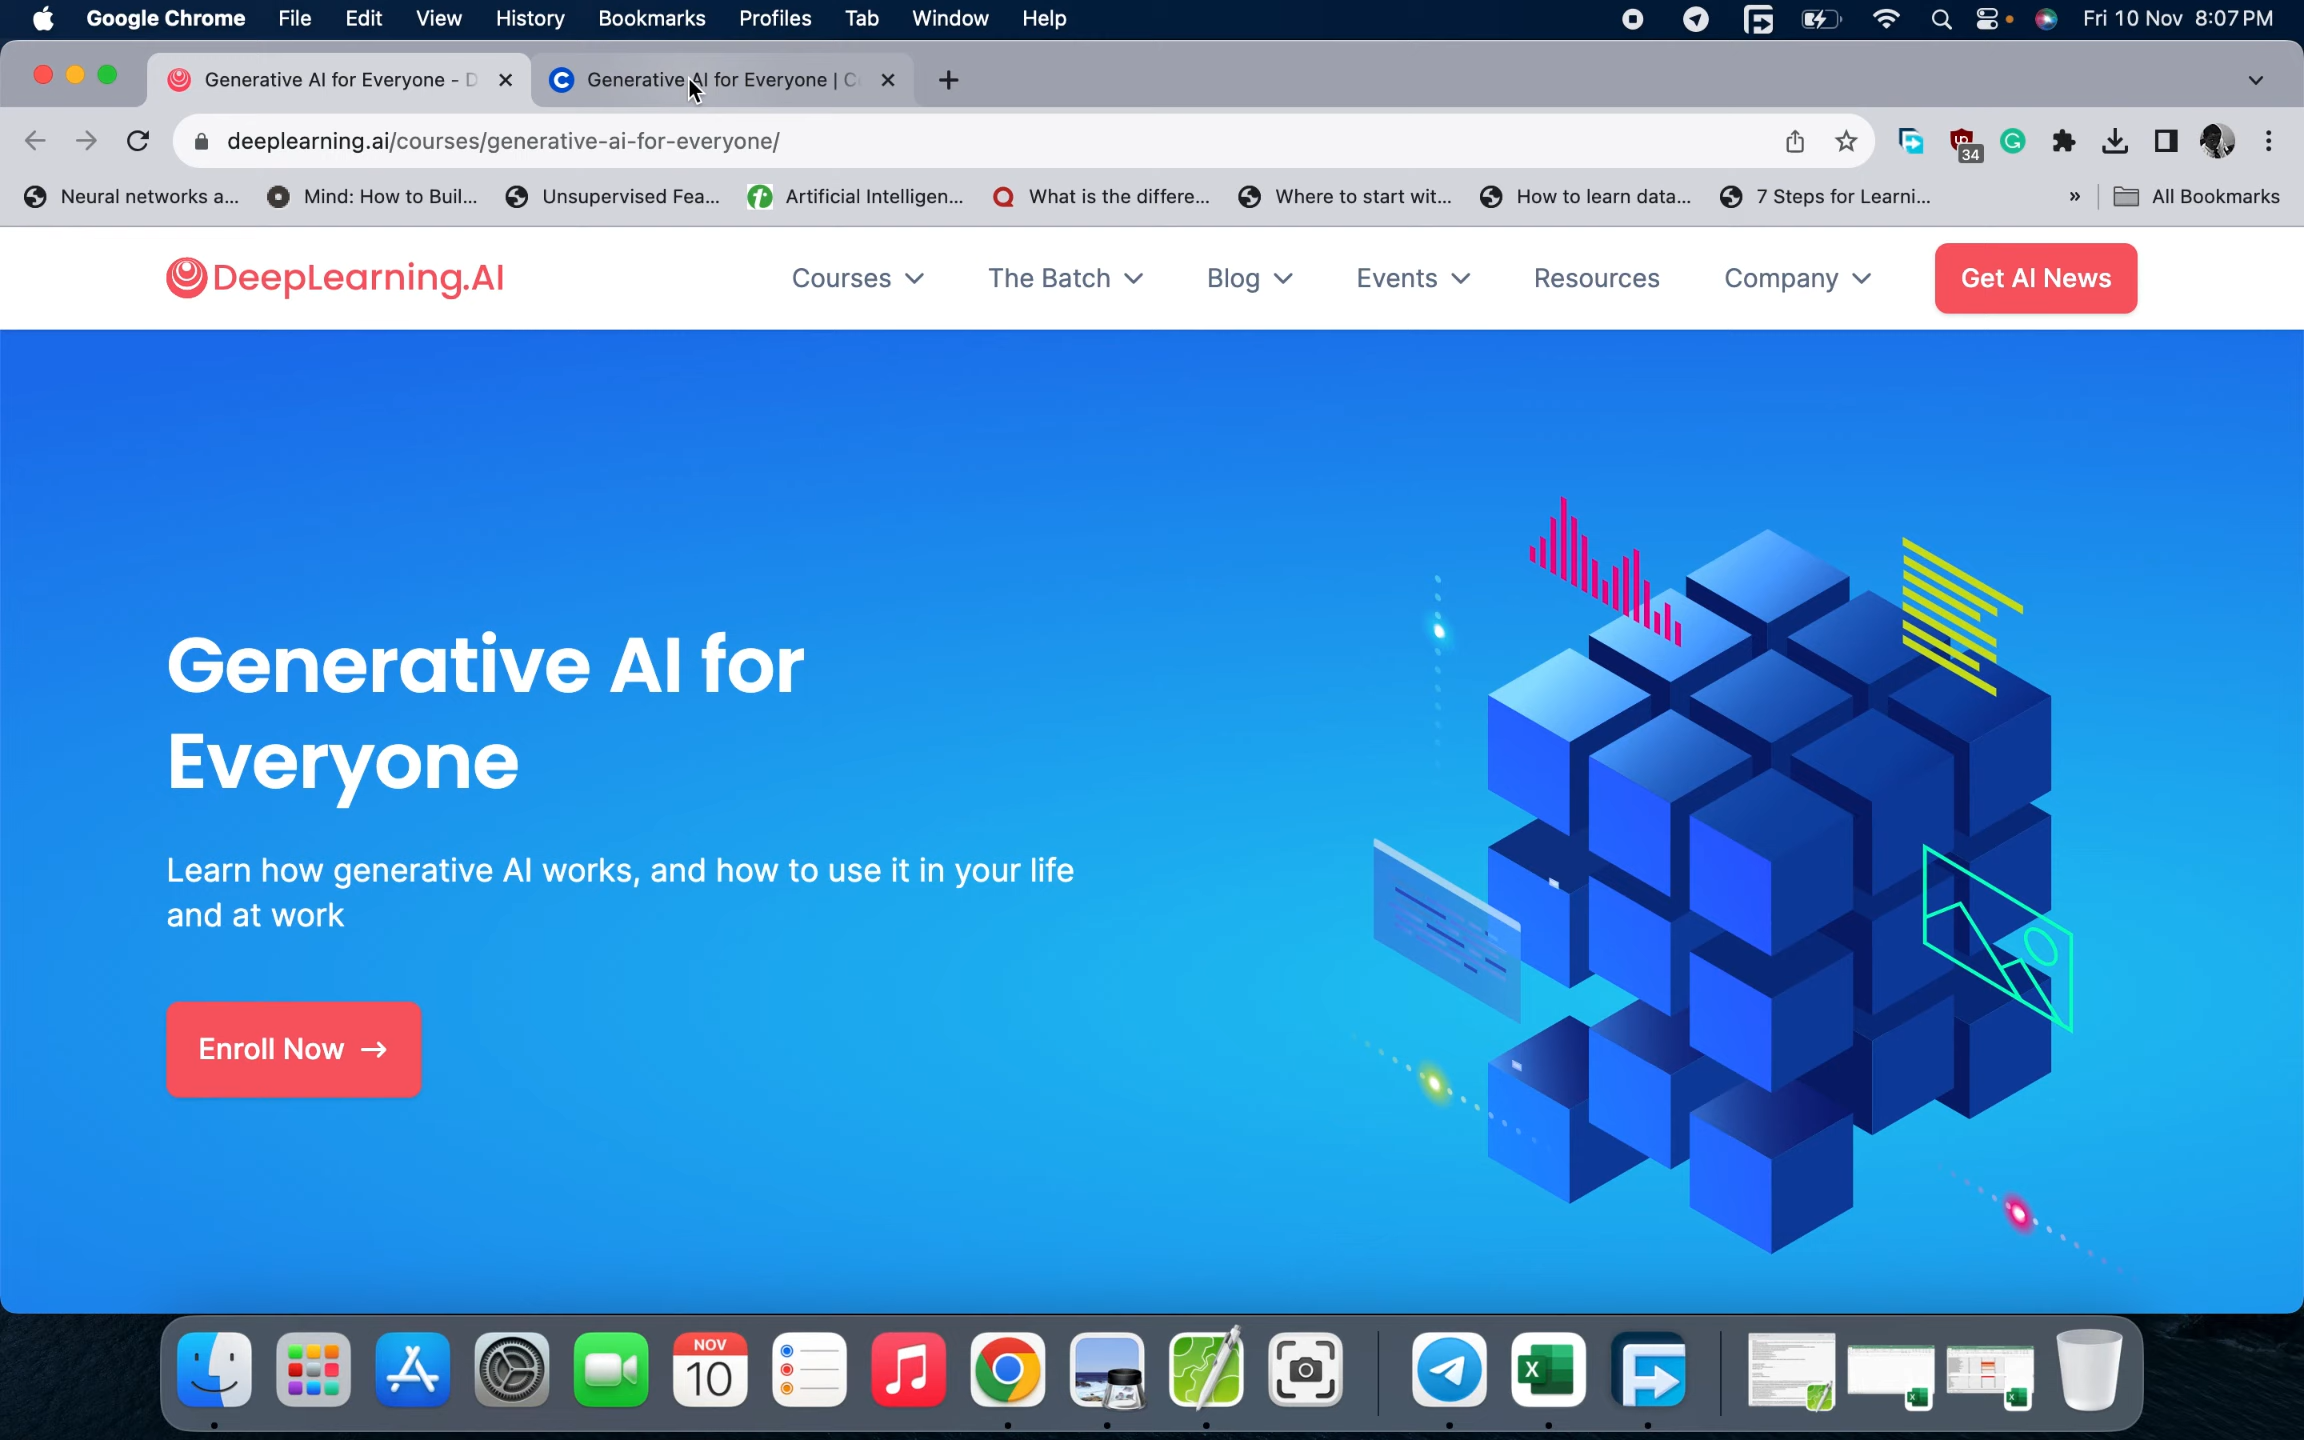 Google Chrome File Edit View History Bookmarks Profiles Tab Window Help Fri 10 Nov 8:07 PM
Generative AI for Everyone - D Generative AI for Everyone | C
deeplearning.ai/courses/generative-ai-for-everyone/ 34
Neural networks a... Mind: How to Buil... Unsupervised Fea... Artificial Intelligen... What is the differe... Where to start wit... How to learn data... 7 Steps for Learni... » All Bookmarks
DeepLearning.AI Courses The Batch Blog Events Resources Company Get AI News
Generative AI for
Everyone
Learn how generative AI works, and how to use it in your life
and at work
Enroll Now →
NOV
10